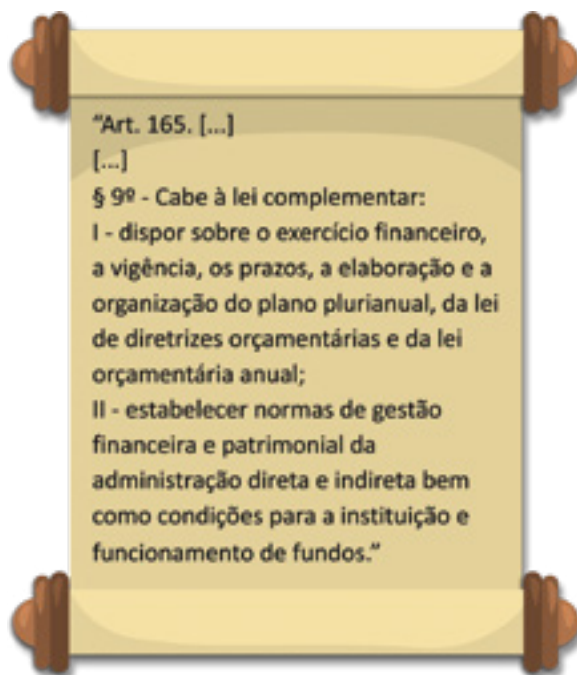 “Art. 165. [...]
[...]
§ 9º - Cabe à lei complementar:
I - dispor sobre o exercício financeiro,
a vigência, os prazos, a elaboração e a
organização do plano plurianual, da lei
de diretrizes orçamentárias e da lei
orçamentária anual;
II - estabelecer normas de gestão
financeira e patrimonial da
administração direta e indireta bem
como condições para a instituição e
funcionamento de fundos.”